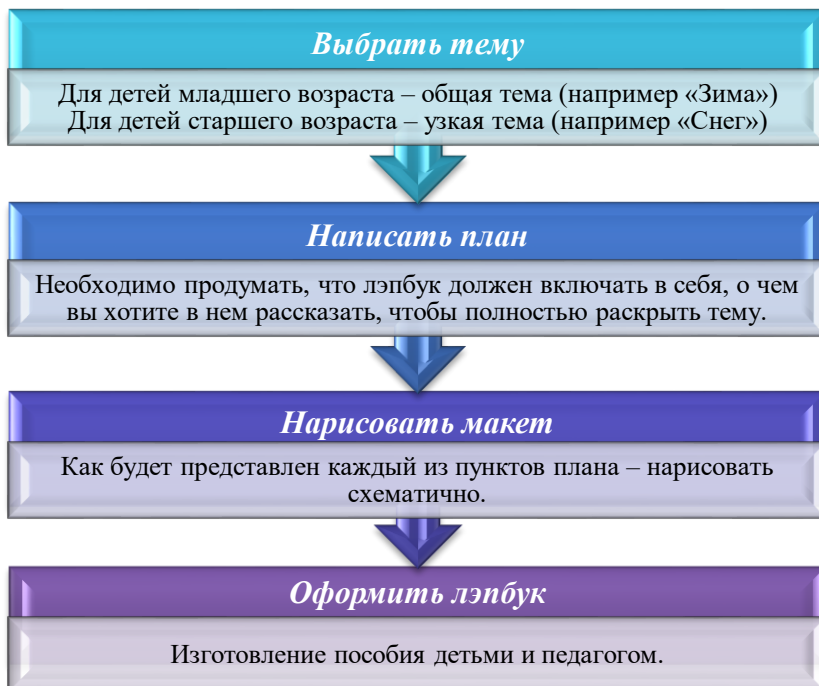 Выбрать тему
Для детей младшего возраста – общая тема (например «Зима»)
Для детей старшего возраста – узкая тема (например «Снег»)
Написать план
Необходимо продумать, что лэпбук должен включать в себя, о чем
вы хотите в нем рассказать, чтобы полностью раскрыть тему.
Нарисовать макет
Как будет представлен каждый из пунктов плана – нарисовать
схематично.
Оформить лэпбук
Изготовление пособия детьми и педагогом.